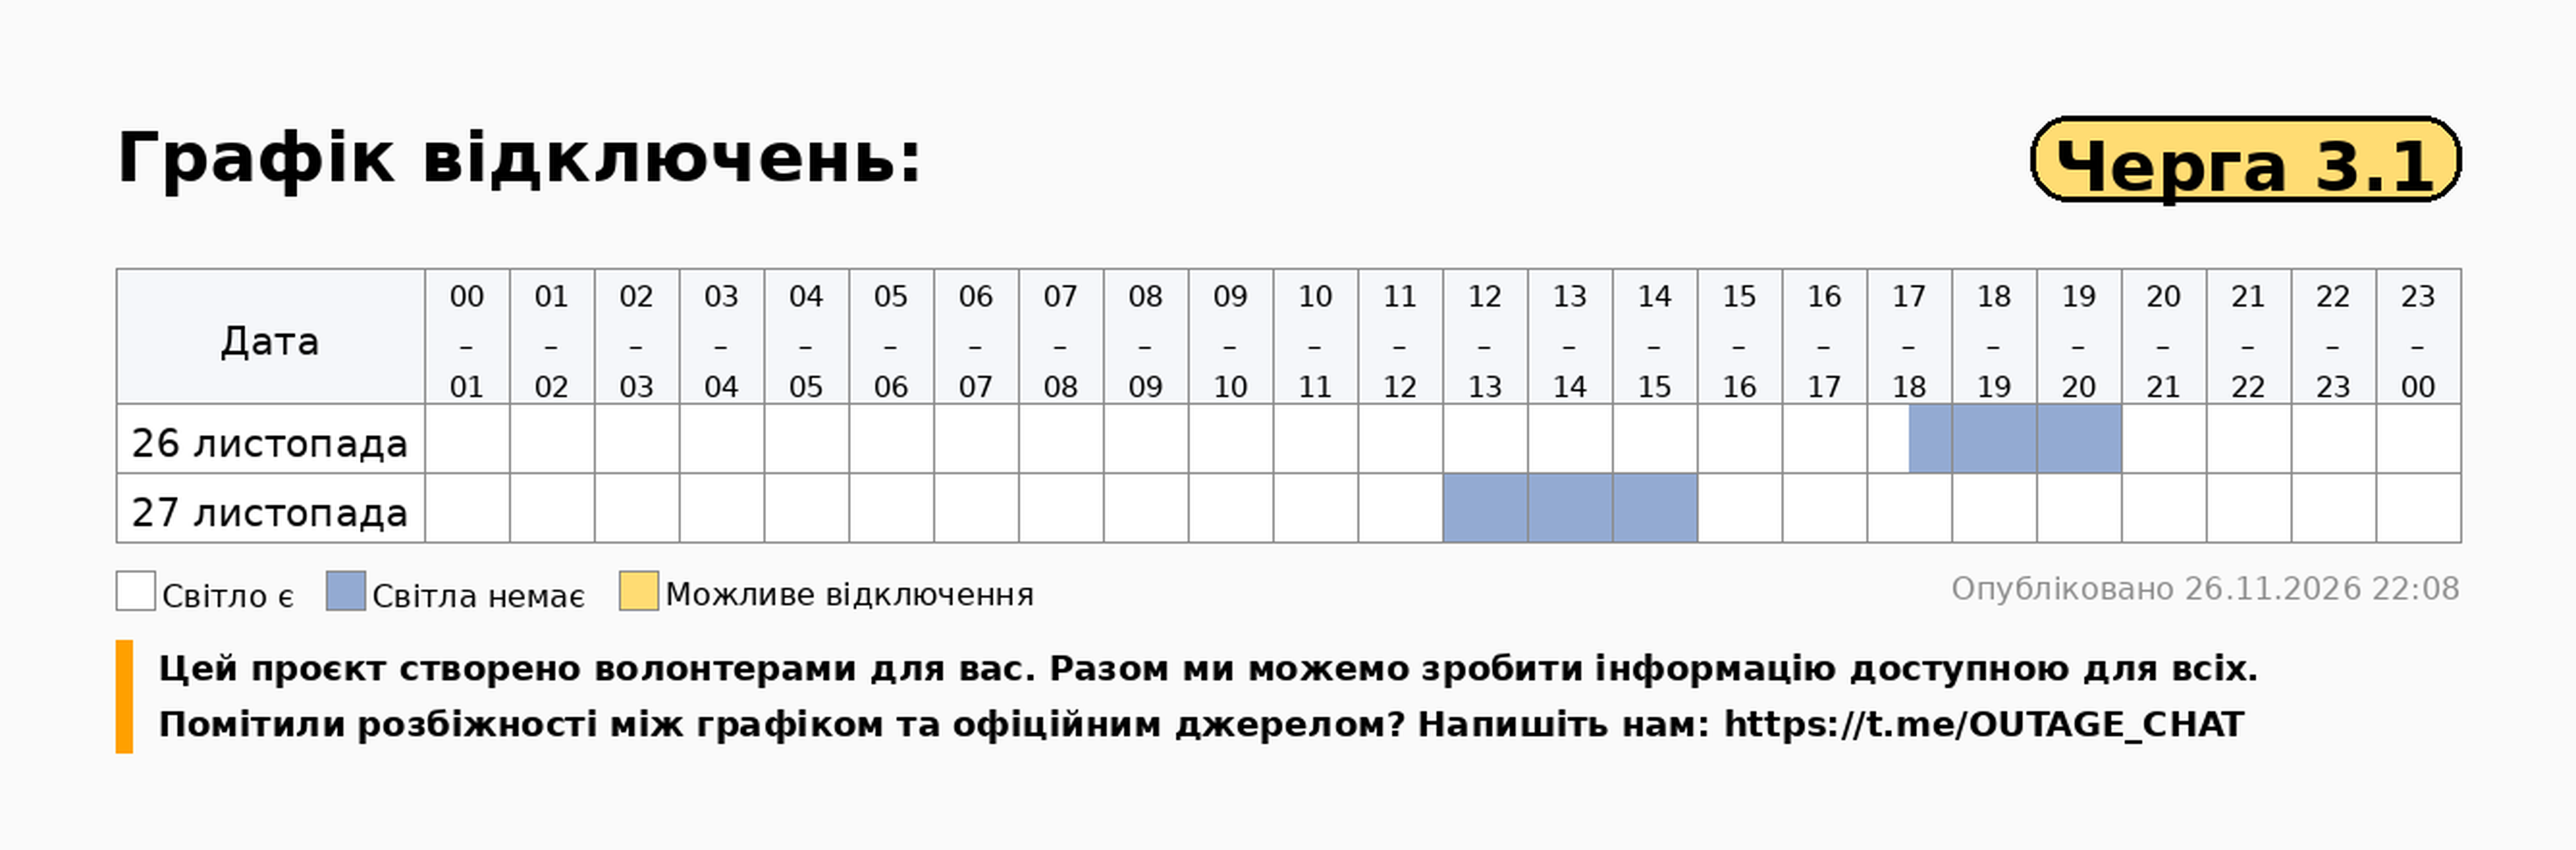 Графік відключень:
Черга 3.1
Дата
00 – 01
01 – 02
02 – 03
03 – 04
04 – 05
05 – 06
06 – 07
07 – 08
08 – 09
09 – 10
10 – 11
11 – 12
12 – 13
13 – 14
14 – 15
15 – 16
16 – 17
17 – 18
18 – 19
19 – 20
20 – 21
21 – 22
22 – 23
23 – 00
26 листопада
27 листопада
Світло є
Світла немає
Можливе відключення
Опубліковано 26.11.2026 22:08
Цей проєкт створено волонтерами для вас. Разом ми можемо зробити інформацію доступною для всіх.
Помітили розбіжності між графіком та офіційним джерелом? Напишіть нам: https://t.me/OUTAGE_CHAT